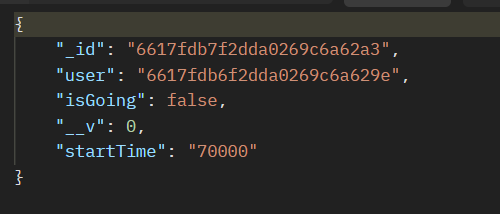 {
"_id": "6617fdb7f2dda0269c6a62a3",
"user": "6617fdb6f2dda0269c6a629e",
"isGoing": false,
"__v": 0,
"startTime": "70000"
}